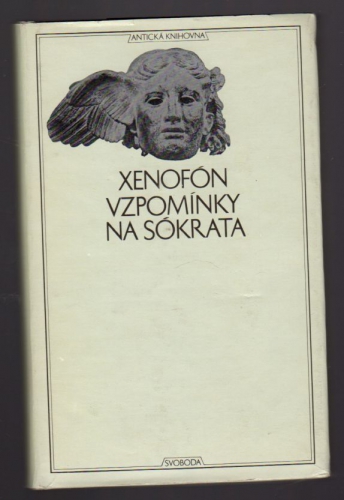 ANTICKÁ KNIHOVNA
XENOFÓN
VZPOMÍNKY
NA SÓKRATA
SVOBODA